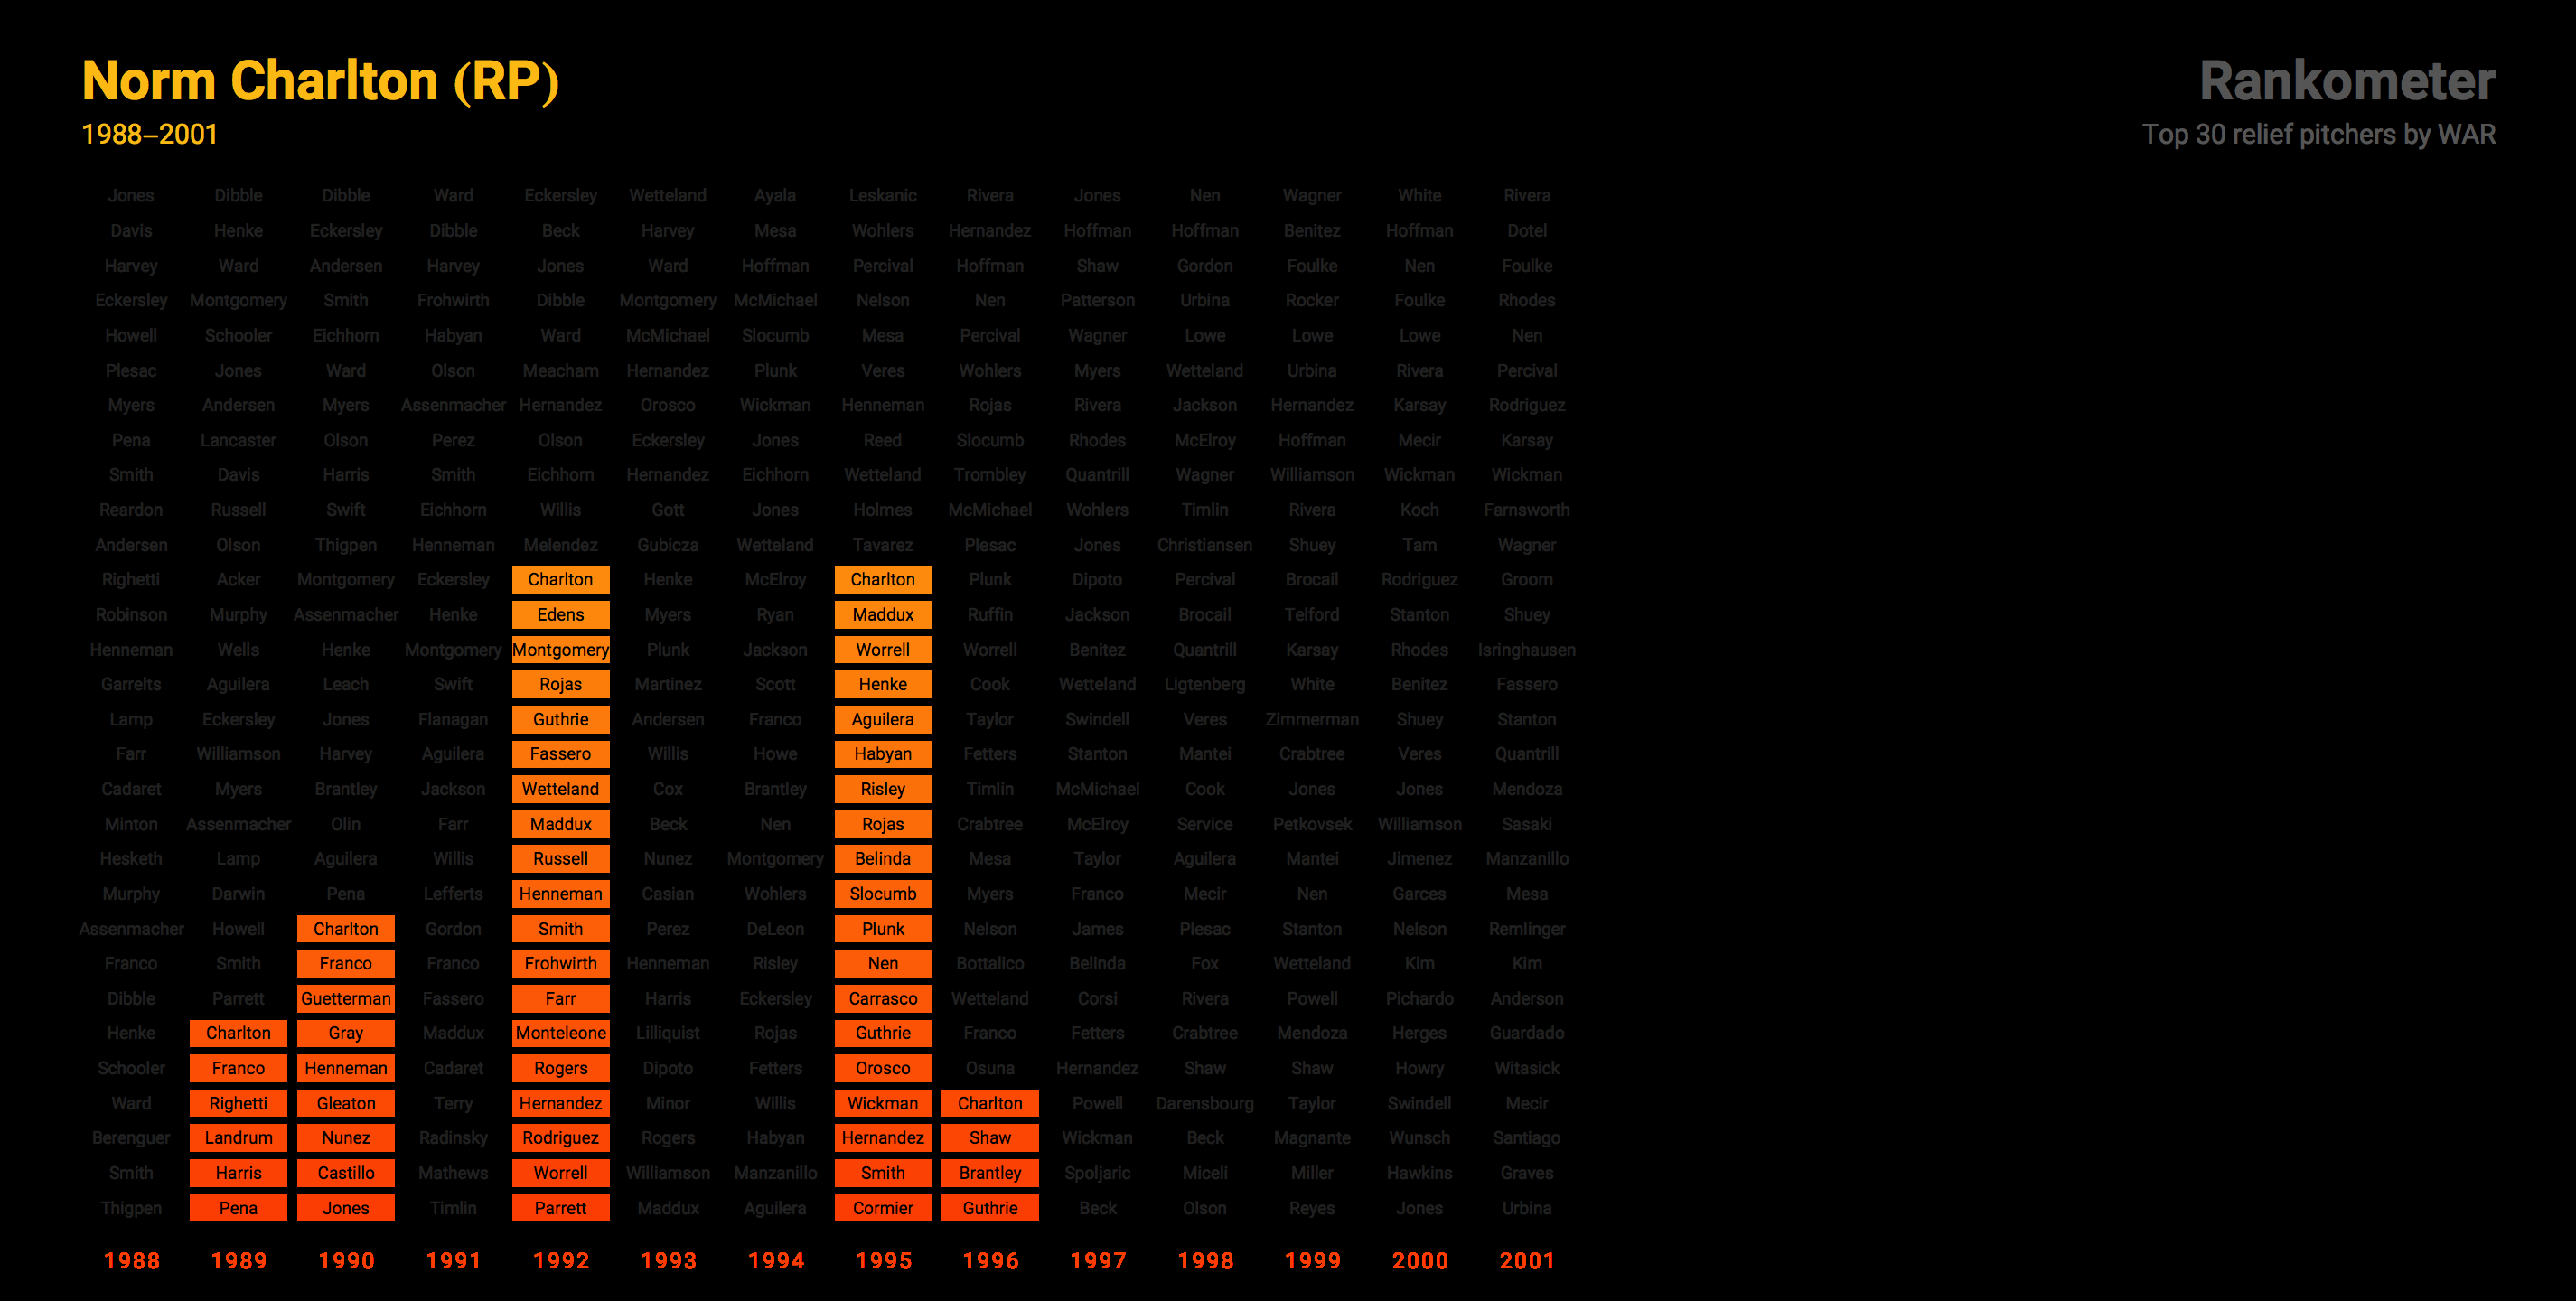 Norm Charlton (RP)
Rankometer
1988–2001
Top 30 relief pitchers by WAR
Jones Dibble Dibble Ward Eckersley Wetteland Ayala Leskanic Rivera Jones Nen Wagner White Rivera
Davis Henke Eckersley Dibble Beck Harvey Mesa Wohlers Hernandez Hoffman Hoffman Benitez Hoffman Dotel
Harvey Ward Andersen Harvey Jones Ward Hoffman Percival Hoffman Shaw Gordon Foulke Nen Foulke
Eckersley Montgomery Smith Frohwirth Dibble Montgomery McMichael Nelson Nen Patterson Urbina Rocker Foulke Rhodes
Howell Schooler Eichhorn Habyan Ward McMichael Slocumb Mesa Percival Wagner Lowe Lowe Lowe Nen
Plesac Jones Ward Olson Meacham Hernandez Plunk Veres Wohlers Myers Wetteland Urbina Rivera Percival
Myers Andersen Myers Assenmacher Hernandez Orosco Wickman Henneman Rojas Rivera Jackson Hernandez Karsay Rodriguez
Pena Lancaster Olson Perez Olson Eckersley Jones Reed Slocumb Rhodes McElroy Hoffman Mecir Karsay
Smith Davis Harris Smith Eichhorn Hernandez Eichhorn Wetteland Trombley Quantrill Wagner Williamson Wickman Wickman
Reardon Russell Swift Eichhorn Willis Gott Jones Holmes McMichael Wohlers Timlin Rivera Koch Farnsworth
Andersen Olson Thigpen Henneman Melendez Gubicza Wetteland Tavarez Plesac Jones Christiansen Shuey Tam Wagner
Righetti Acker Montgomery Eckersley Charlton Henke McElroy Charlton Plunk Dipoto Percival Brocail Rodriguez Groom
Robinson Murphy Assenmacher Henke Edens Myers Ryan Maddux Ruffin Jackson Brocail Telford Stanton Shuey
Henneman Wells Henke Montgomery Montgomery Plunk Jackson Worrell Worrell Benitez Quantrill Karsay Rhodes Isringhausen
Garrelts Aguilera Leach Swift Rojas Martinez Scott Henke Cook Wetteland Ligtenberg White Benitez Fassero
Lamp Eckersley Jones Flanagan Guthrie Andersen Franco Aguilera Taylor Swindell Veres Zimmerman Shuey Stanton
Farr Williamson Harvey Aguilera Fassero Willis Howe Habyan Fetters Stanton Mantei Crabtree Veres Quantrill
Cadaret Myers Brantley Jackson Wetteland Cox Brantley Risley Timlin McMichael Cook Jones Jones Mendoza
Minton Assenmacher Olin Farr Maddux Beck Nen Rojas Crabtree McElroy Service Petkovsek Williamson Sasaki
Hesketh Lamp Aguilera Willis Russell Nunez Montgomery Belinda Mesa Taylor Aguilera Mantei Jimenez Manzanillo
Murphy Darwin Pena Lefferts Henneman Casian Wohlers Slocumb Myers Franco Mecir Nen Garces Mesa
Assenmacher Howell Charlton Gordon Smith Perez DeLeon Plunk Nelson James Plesac Stanton Nelson Remlinger
Franco Smith Franco Franco Frohwirth Henneman Risley Nen Bottalico Belinda Fox Wetteland Kim Kim
Dibble Parrett Guetterman Fassero Farr Harris Eckersley Carrasco Wetteland Corsi Rivera Powell Pichardo Anderson
Henke Charlton Gray Maddux Monteleone Lilliquist Rojas Guthrie Franco Fetters Crabtree Mendoza Herges Guardado
Schooler Franco Henneman Cadaret Rogers Dipoto Fetters Orosco Osuna Hernandez Shaw Shaw Howry Witasick
Ward Righetti Gleaton Terry Hernandez Minor Willis Wickman Charlton Powell Darensbourg Taylor Swindell Mecir
Berenguer Landrum Nunez Radinsky Rodriguez Rogers Habyan Hernandez Shaw Wickman Beck Magnante Wunsch Santiago
Smith Harris Castillo Mathews Worrell Williamson Manzanillo Smith Brantley Spoljaric Miceli Miller Hawkins Graves
Thigpen Pena Jones Timlin Parrett Maddux Aguilera Cormier Guthrie Beck Olson Reyes Jones Urbina
1988 1989 1990 1991 1992 1993 1994 1995 1996 1997 1998 1999 2000 2001